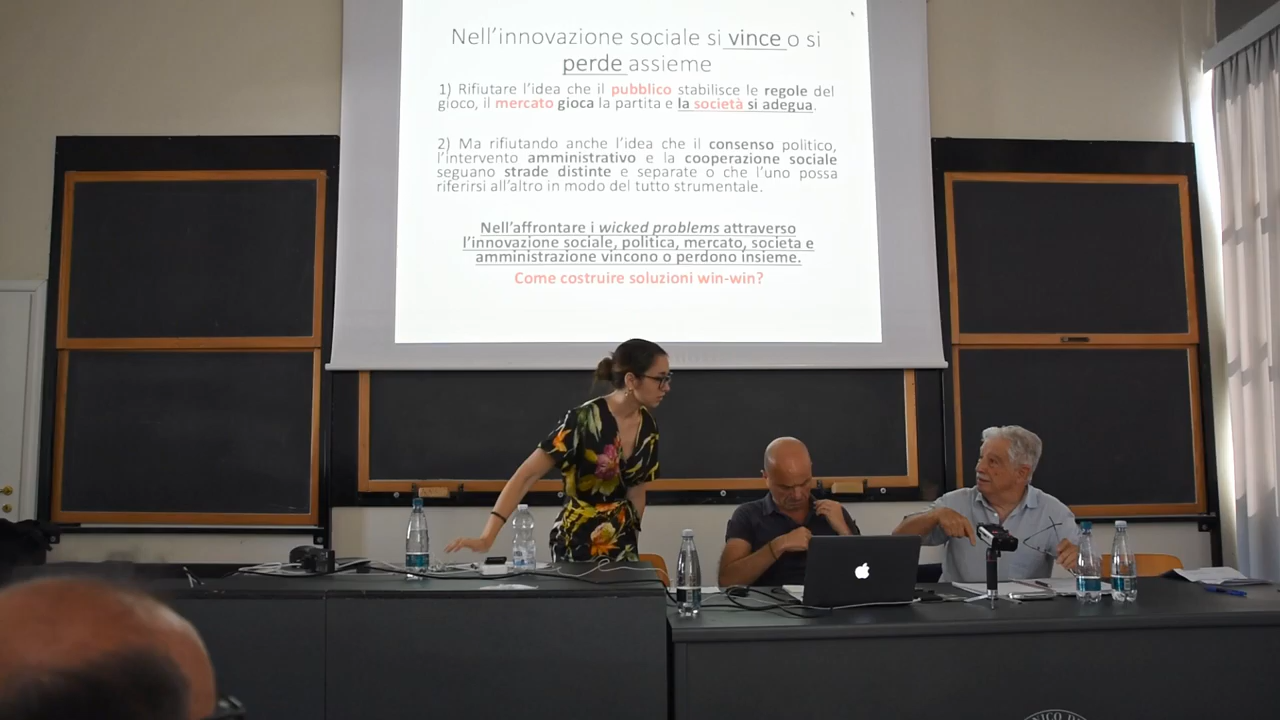 Nell'innovazione sociale si vince o si
perde assieme
1) Rifiutare l'idea che il pubblico stabilisce le regole del
gioco, il mercato gioca la partita e la società si adegua.
2) Ma rifiutando anche l'idea che il consenso politico,
l'intervento amministrativo e la cooperazione sociale
seguano strade distinte e separate o che l'uno possa
riferirsi all'altro in modo del tutto strumentale.
Nell'affrontare i wicked problems attraverso
l'innovazione sociale, politica, mercato, societa e
amministrazione vincono o perdono insieme.
Come costruire soluzioni win-win?